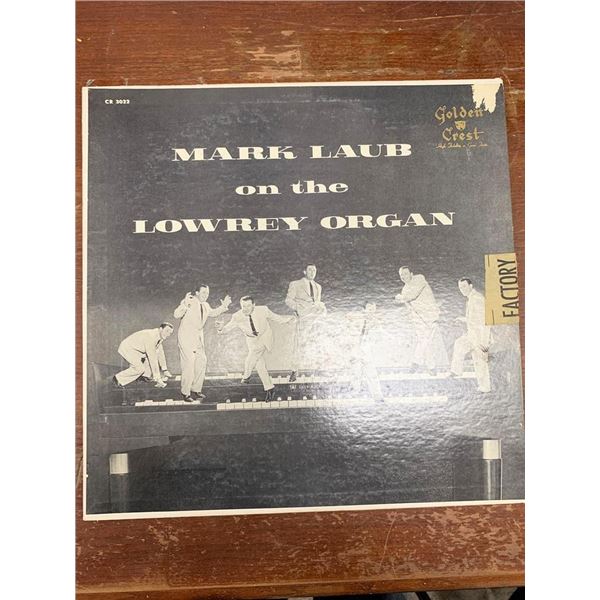 CR 3022
Golden
Crest
MARK LAUB
on the
LOWREY ORGAN
FACTORY